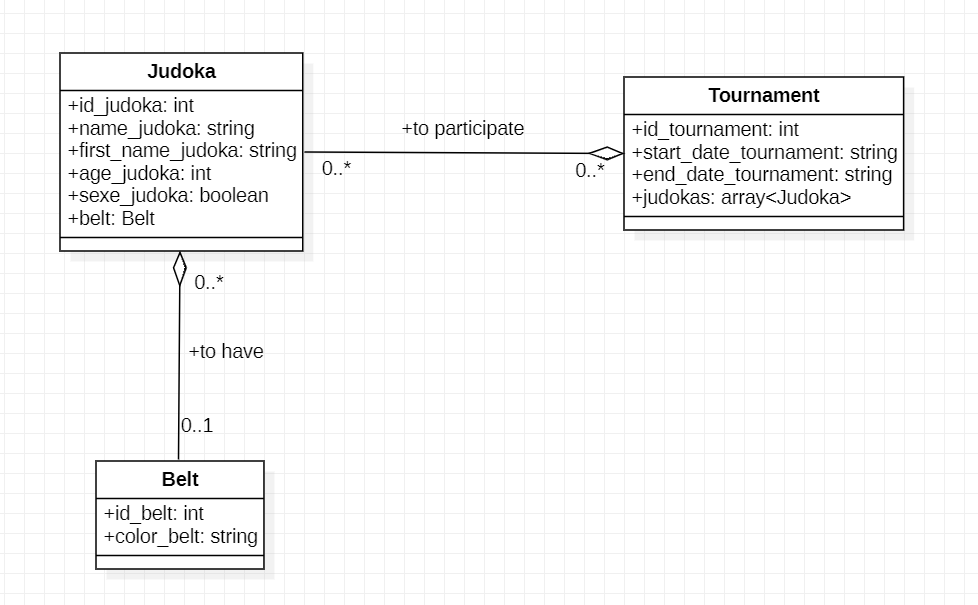 Judoka
+id_judoka: int
+name_judoka: string
+first_name_judoka: string
+age_judoka: int
+sexe_judoka: boolean
+belt: Belt
+to participate
0..*
0..*
Tournament
+id_tournament: int
+start_date_tournament: string
+end_date_tournament: string
+judokas: array<Judoka>
0..*
+to have
0..1
Belt
+id_belt: int
+color_belt: string